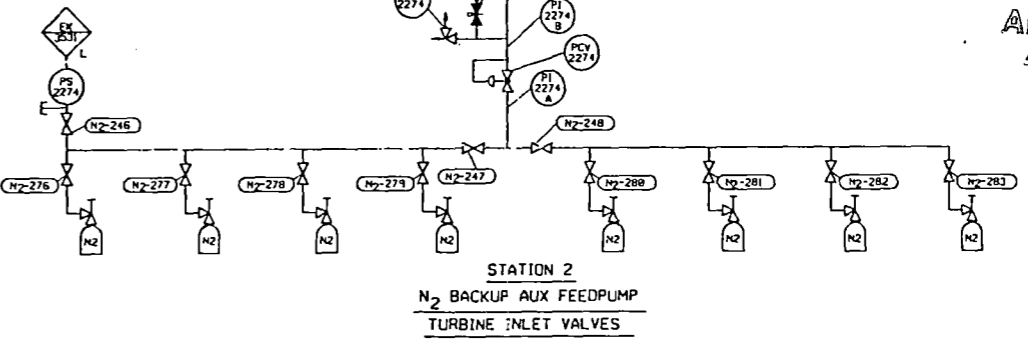 2274
PI
2274
B
PCV
2274
PI
2274
A
L
PS
2274
N2-246
N2-248
N2-247
N2-276
N2-277
N2-278
N2-279
N2-280
N2-281
N2-282
N2-283
N2
N2
N2
N2
N2
N2
N2
N2
STATION 2
N2 BACKUP AUX FEEDPUMP
TURBINE INLET VALVES